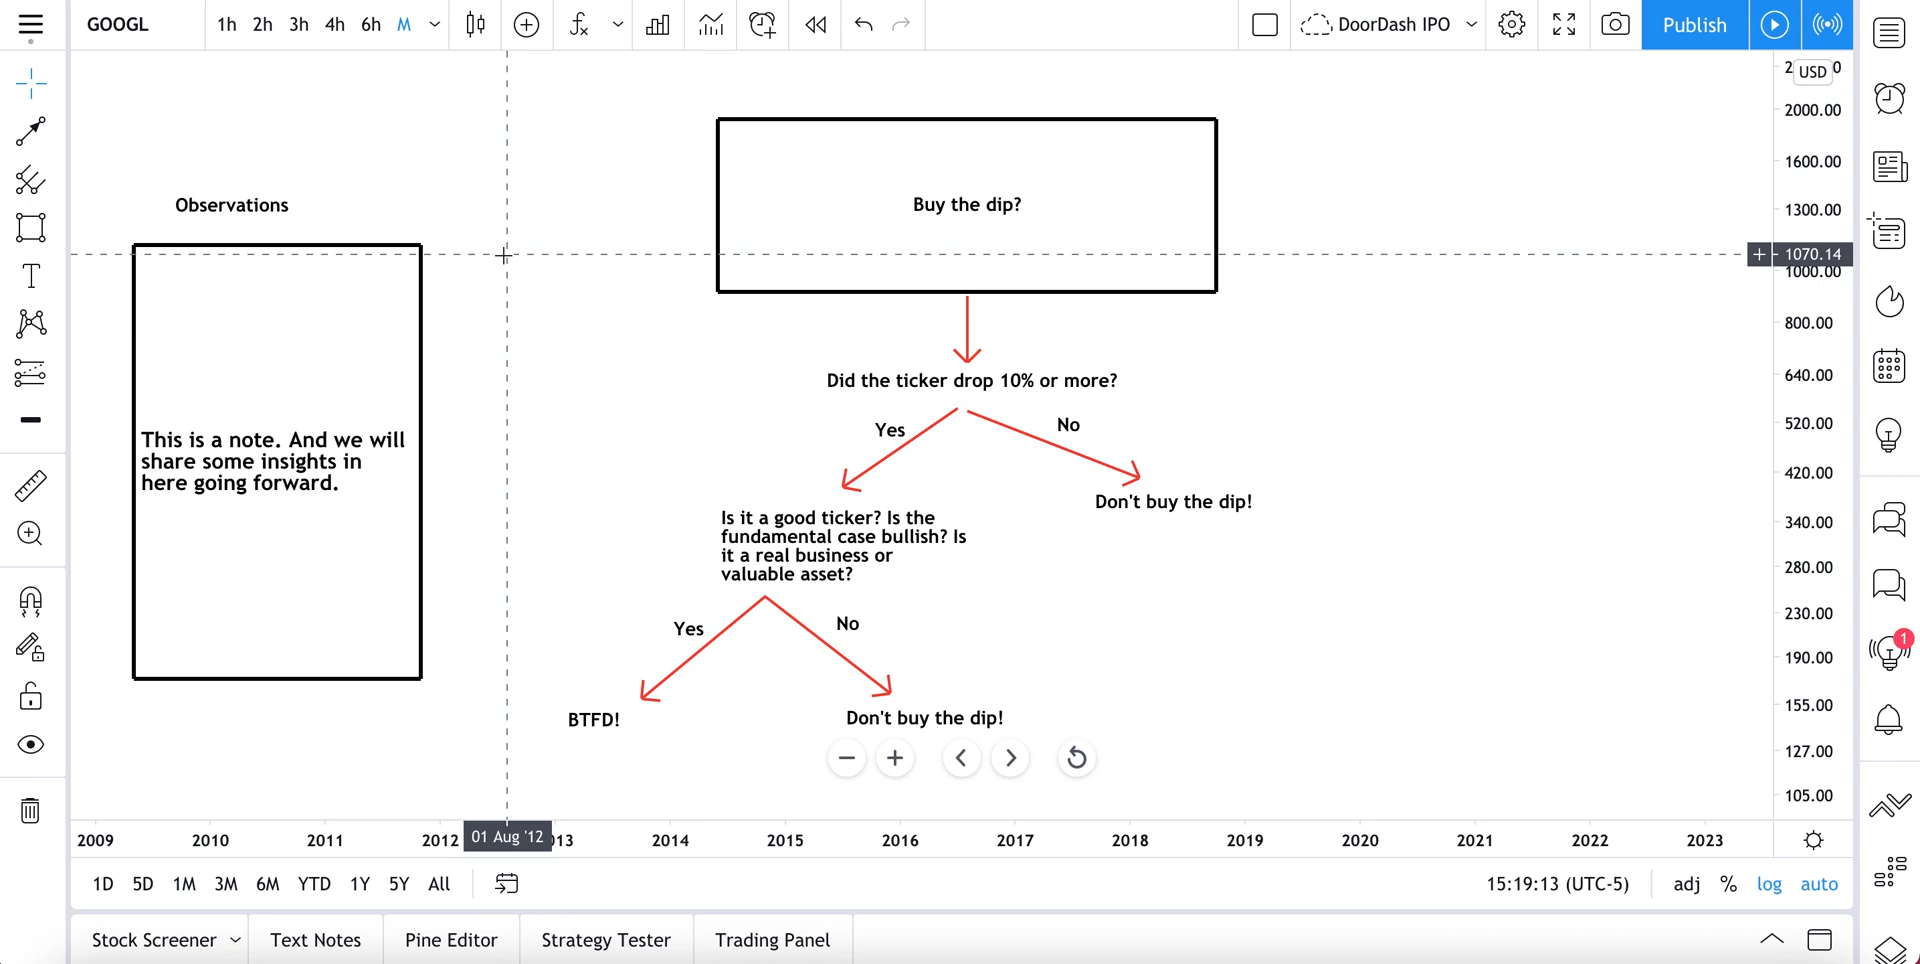 GOOGL
1h 2h 3h 4h 6h M
DoorDash IPO
Publish
USD
2000.00
1600.00
1300.00
1070.14
1000.00
800.00
640.00
520.00
420.00
340.00
280.00
230.00
190.00
155.00
127.00
105.00
1
Observations
This is a note. And we will
share some insights in
here going forward.
Buy the dip?
Did the ticker drop 10% or more?
Yes
No
Don't buy the dip!
Is it a good ticker? Is the
fundamental case bullish? Is
it a real business or
valuable asset?
Yes
No
BTFD!
Don't buy the dip!
2009 2010 2011 2012 01 Aug '12 013 2014 2015 2016 2017 2018 2019 2020 2021 2022 2023
1D 5D 1M 3M 6M YTD 1Y 5Y All
15:19:13 (UTC-5) adj % log auto
Stock Screener Text Notes Pine Editor Strategy Tester Trading Panel